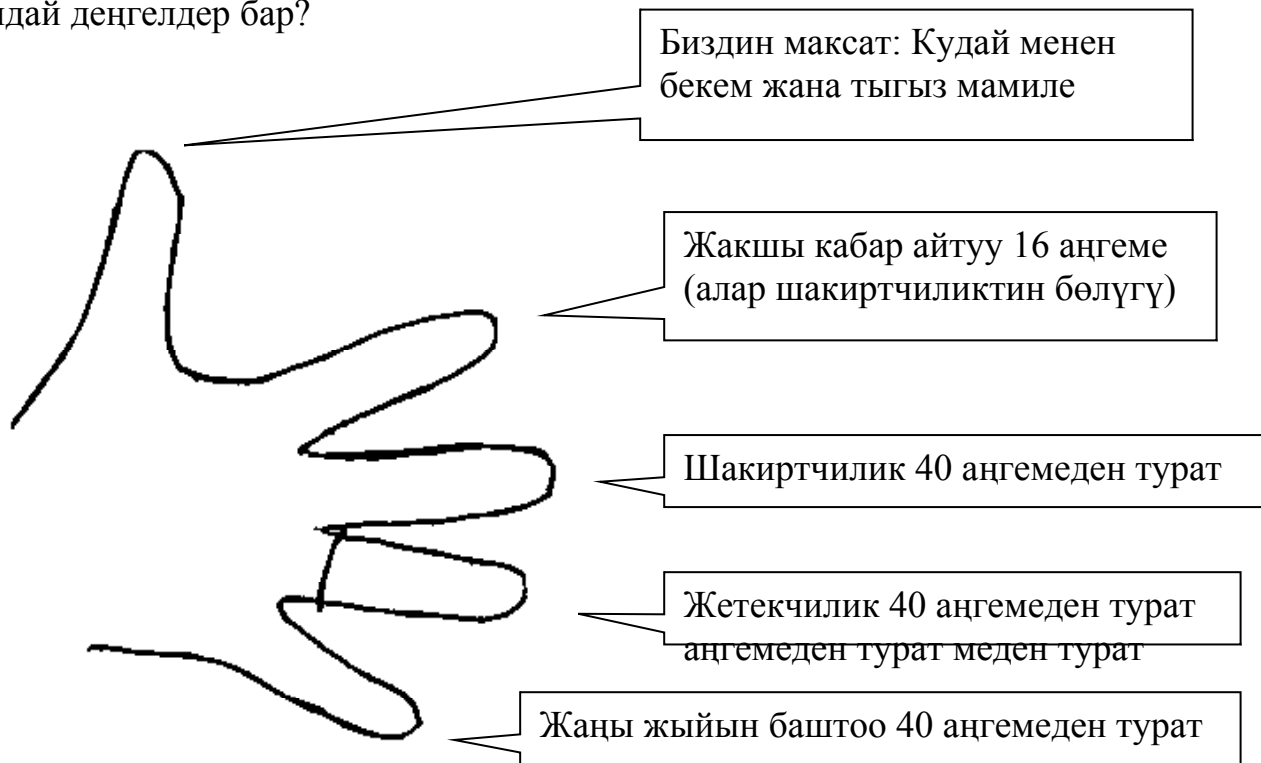 лдай деңгелдер бар?
Биздин максат: Кудай менен
бекем жана тыгыз мамиле
Жакшы кабар айтуу 16 аңгеме
(алар шакиртчиликтин бөлүгү)
Шакиртчилик 40 аңгемеден турат
Жетекчилик 40 аңгемеден турат
аңгемеден турат меден турат
Жаңы жыйын баштоо 40 аңгемеден турат